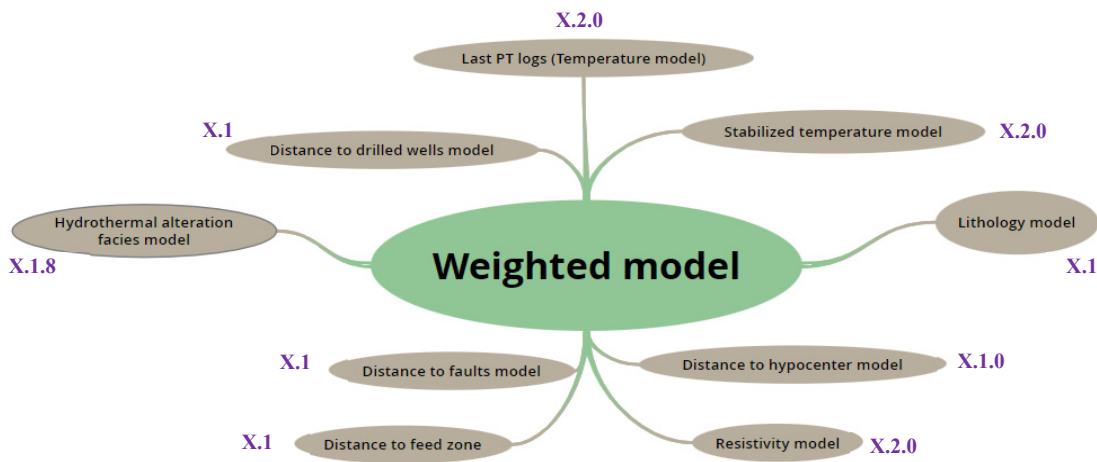 X.2.0
Last PT logs (Temperature model)
X.1
Distance to drilled wells model
Stabilized temperature model
X.2.0
Hydrothermal alteration
facies model
X.1.8
Weighted model
Lithology model
X.1
X.1
Distance to faults model
Distance to hypocenter model
X.1.0
X.1
Distance to feed zone
Resistivity model
X.2.0